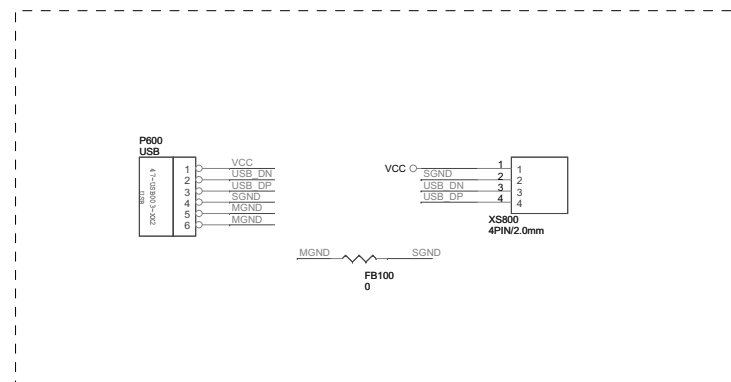 P600
USB
1 VCC
2 USB_DN
3 USB_DP
4 SGND
5 MGND
6 MGND
VCC 1 1
SGND 2 2
USB_DN 3 3
USB_DP 4 4
XS800
4PIN/2.0mm
MGND SGND
FB100
0